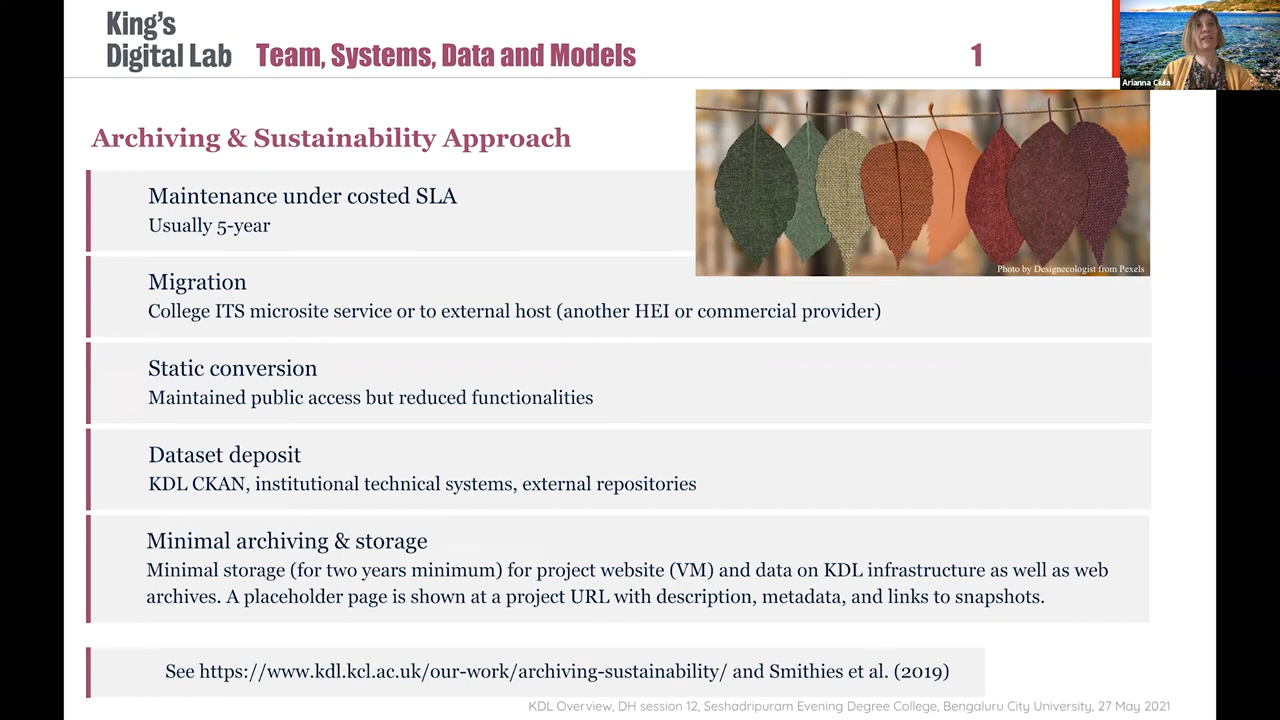 King's
Digital Lab
Team, Systems, Data and Models
1
Arianna Ciula
Archiving & Sustainability Approach
Maintenance under costed SLA
Usually 5-year
Photo by Designecologist from Pexels
Migration
College ITS microsite service or to external host (another HEI or commercial provider)
Static conversion
Maintained public access but reduced functionalities
Dataset deposit
KDL CKAN, institutional technical systems, external repositories
Minimal archiving & storage
Minimal storage (for two years minimum) for project website (VM) and data on KDL infrastructure as well as web
archives. A placeholder page is shown at a project URL with description, metadata, and links to snapshots.
See https://www.kdl.kcl.ac.uk/our-work/archiving-sustainability/ and Smithies et al. (2019)
KDL Overview, DH session 12, Seshadripuram Evening Degree College, Bengaluru City University, 27 May 2021